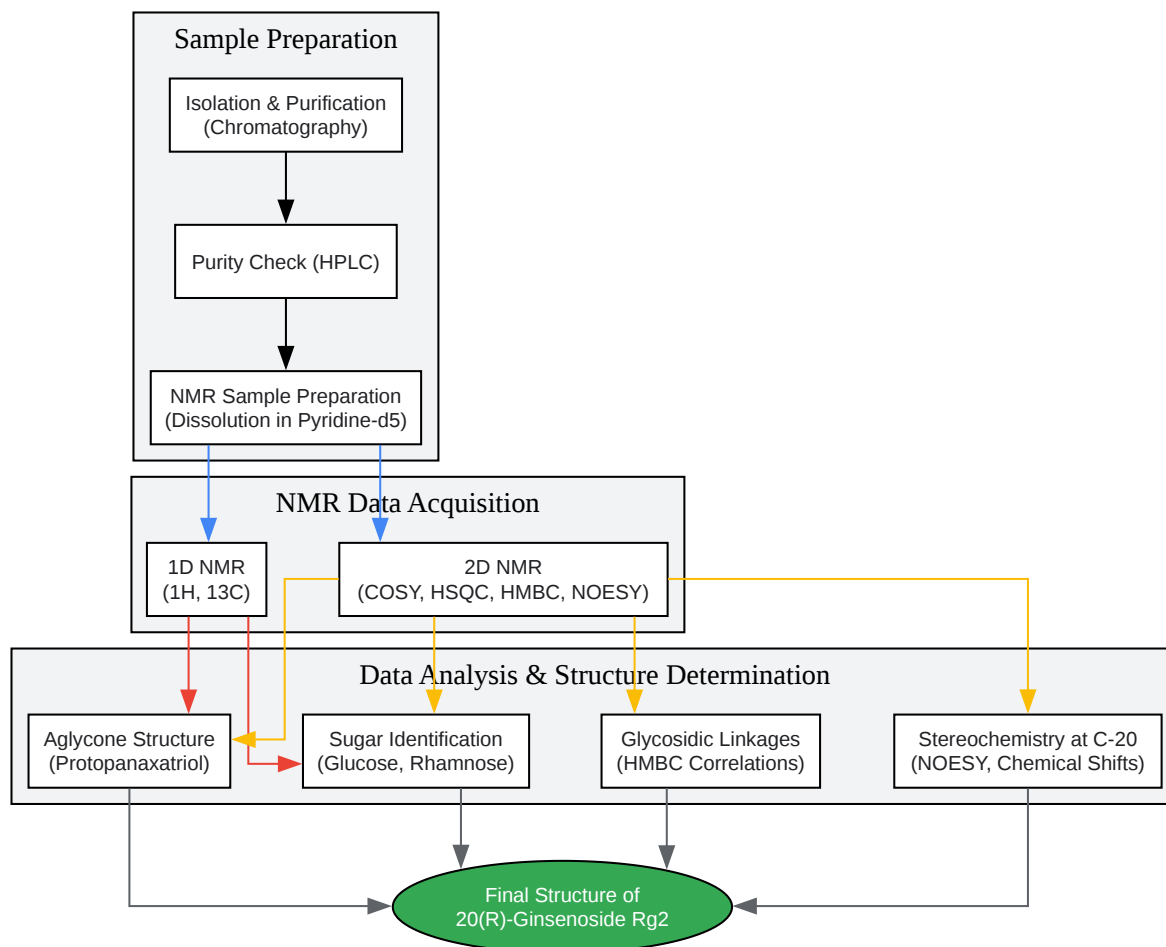 Sample Preparation
Isolation & Purification
(Chromatography)
Purity Check (HPLC)
NMR Sample Preparation
(Dissolution in Pyridine-d5)
NMR Data Acquisition
1D NMR
(1H, 13C)
2D NMR
(COSY, HSQC, HMBC, NOESY)
Data Analysis & Structure Determination
Aglycone Structure
(Protopanaxatriol)
Sugar Identification
(Glucose, Rhamnose)
Glycosidic Linkages
(HMBC Correlations)
Stereochemistry at C-20
(NOESY, Chemical Shifts)
Final Structure of
20(R)-Ginsenoside Rg2